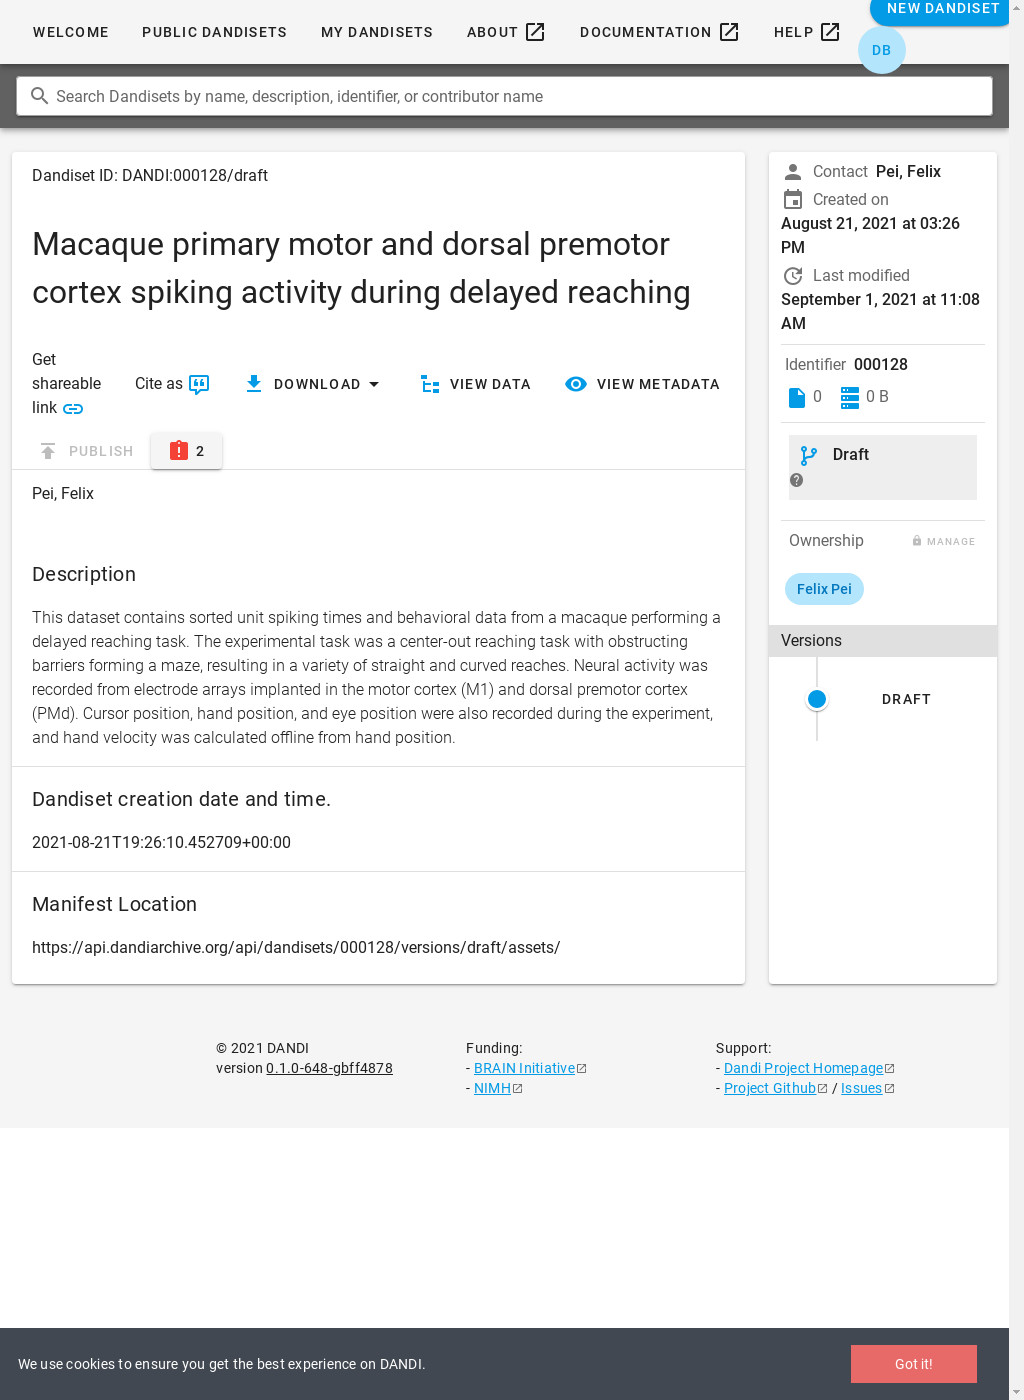 WELCOME
PUBLIC DANDISETS
MY DANDISETS
ABOUT
DOCUMENTATION
HELP
NEW DANDISET
DB
Search Dandisets by name, description, identifier, or contributor name
Dandiset ID: DANDI:000128/draft
Macaque primary motor and dorsal premotor
cortex spiking activity during delayed reaching
Get
shareable
link
Cite as
DOWNLOAD
VIEW DATA
VIEW METADATA
PUBLISH
2
Pei, Felix
Description
This dataset contains sorted unit spiking times and behavioral data from a macaque performing a
delayed reaching task. The experimental task was a center-out reaching task with obstructing
barriers forming a maze, resulting in a variety of straight and curved reaches. Neural activity was
recorded from electrode arrays implanted in the motor cortex (M1) and dorsal premotor cortex
(PMd). Cursor position, hand position, and eye position were also recorded during the experiment,
and hand velocity was calculated offline from hand position.
Dandiset creation date and time.
2021-08-21T19:26:10.452709+00:00
Manifest Location
https://api.dandiarchive.org/api/dandisets/000128/versions/draft/assets/
Contact Pei, Felix
Created on
August 21, 2021 at 03:26
PM
Last modified
September 1, 2021 at 11:08
AM
Identifier 000128
0
0 B
Draft
Ownership
MANAGE
Felix Pei
Versions
DRAFT
© 2021 DANDI
version 0.1.0-648-gbff4878
Funding:
- BRAIN Initiative
- NIMH
Support:
- Dandi Project Homepage
- Project Github / Issues
We use cookies to ensure you get the best experience on DANDI.
Got it!